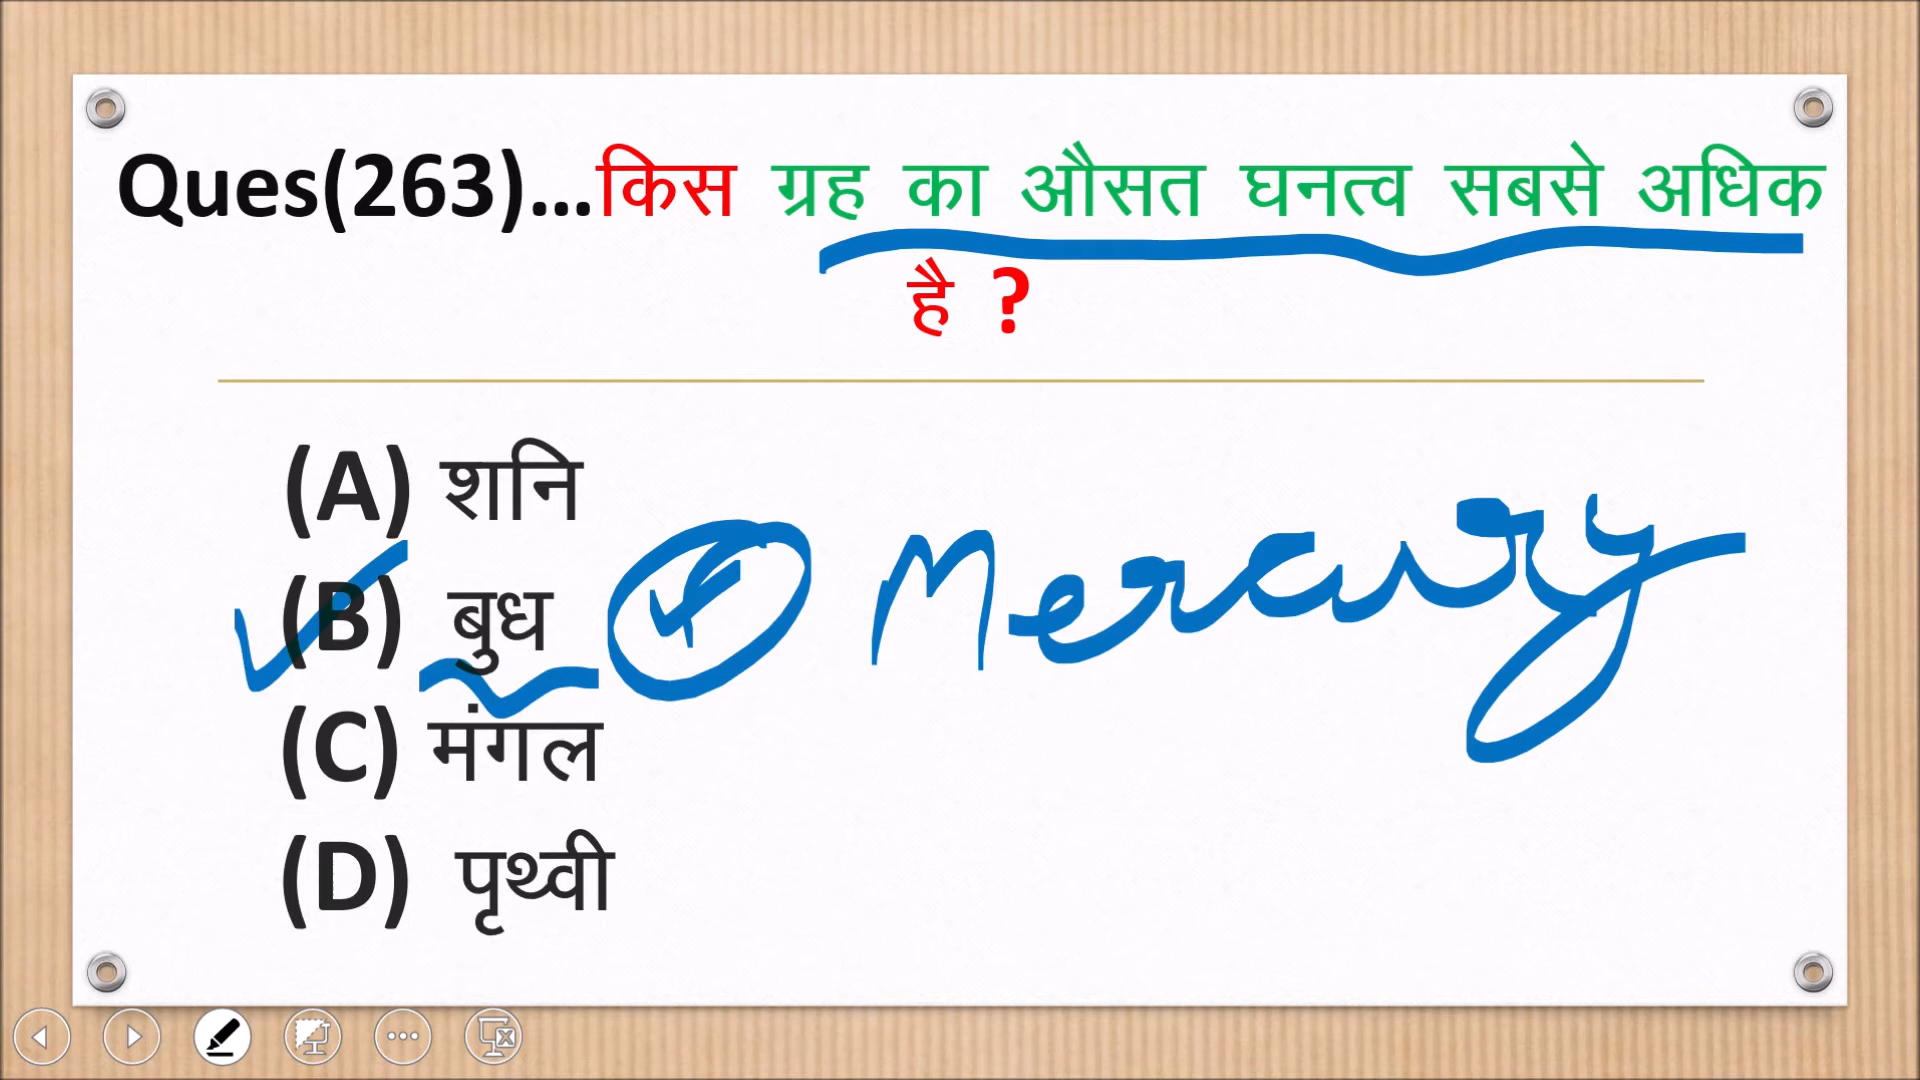 Ques(263)...किस ग्रह का औसत घनत्व सबसे अधिक
है ?
(A) शनि
(B) बुध Mercury
(C) मंगल
(D) पृथ्वी